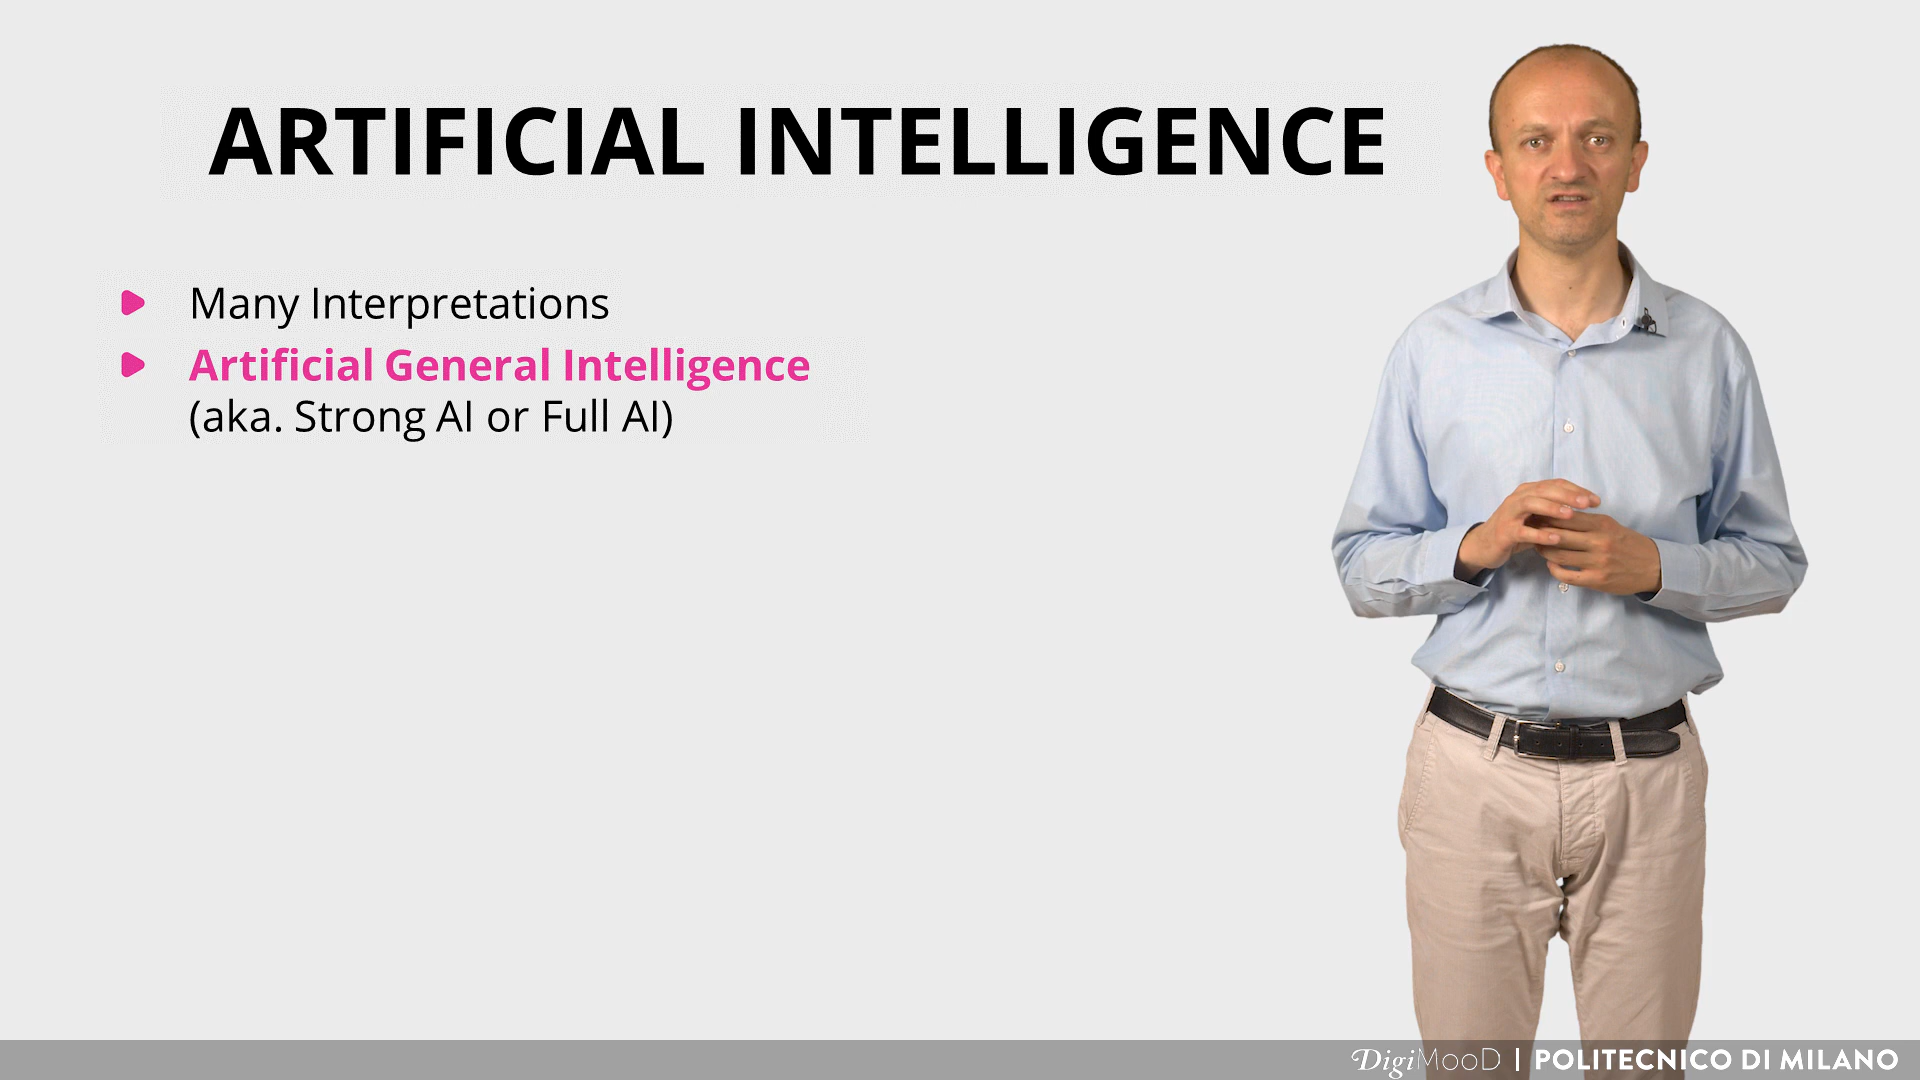 ARTIFICIAL INTELLIGENCE
Many Interpretations
Artificial General Intelligence
(aka. Strong AI or Full AI)
DigiMooD | POLITECNICO DI MILANO